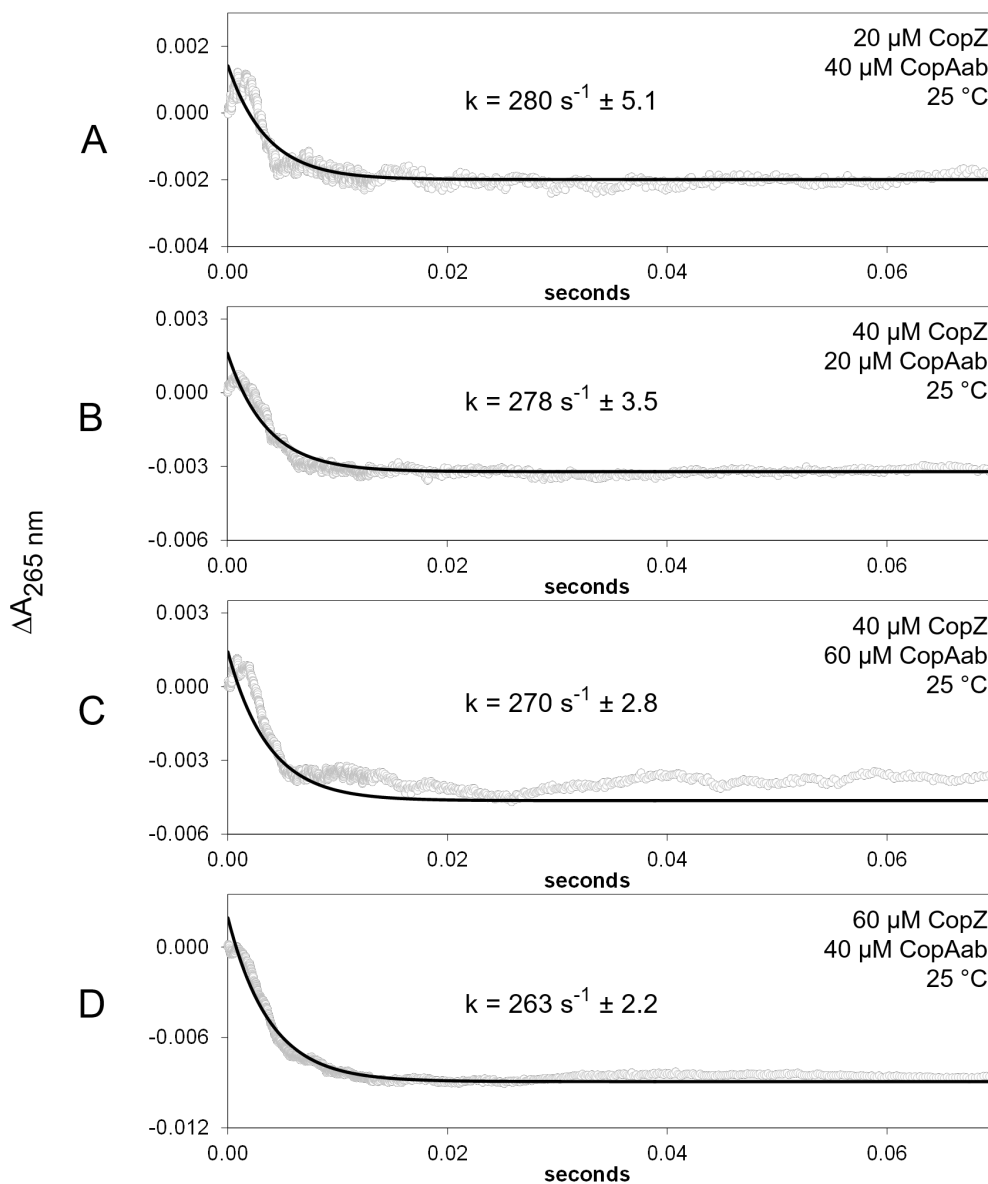 ΔA265 nm
A
0.002
0.000
-0.002
-0.004
20 µM CopZ
40 µM CopAab
25 °C
k = 280 s-1 ± 5.1
0.00 0.02 0.04 0.06
seconds
B
0.003
0.000
-0.003
-0.006
40 µM CopZ
20 µM CopAab
25 °C
k = 278 s-1 ± 3.5
0.00 0.02 0.04 0.06
seconds
C
0.003
0.000
-0.003
-0.006
40 µM CopZ
60 µM CopAab
25 °C
k = 270 s-1 ± 2.8
0.00 0.02 0.04 0.06
seconds
D
0.000
-0.006
-0.012
60 µM CopZ
40 µM CopAab
25 °C
k = 263 s-1 ± 2.2
0.00 0.02 0.04 0.06
seconds